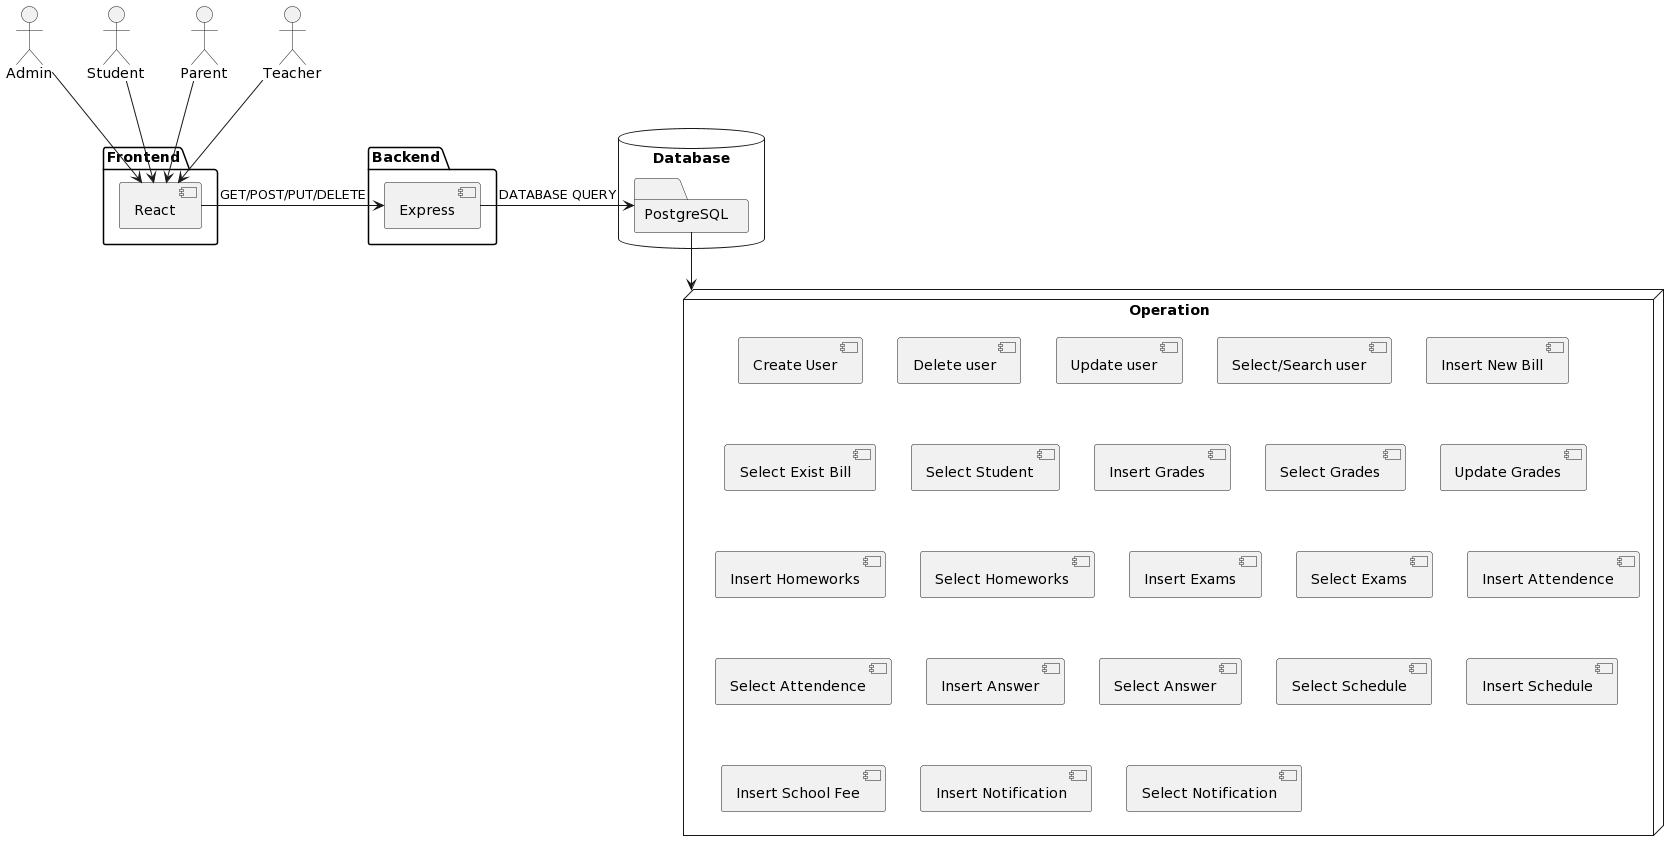 Admin
Student
Parent
Teacher
Frontend
React
GET/POST/PUT/DELETE
Backend
Express
DATABASE QUERY
Database
PostgreSQL
Operation
Create User
Delete user
Update user
Select/Search user
Insert New Bill
Select Exist Bill
Select Student
Insert Grades
Select Grades
Update Grades
Insert Homeworks
Select Homeworks
Insert Exams
Select Exams
Insert Attendence
Select Attendence
Insert Answer
Select Answer
Select Schedule
Insert Schedule
Insert School Fee
Insert Notification
Select Notification